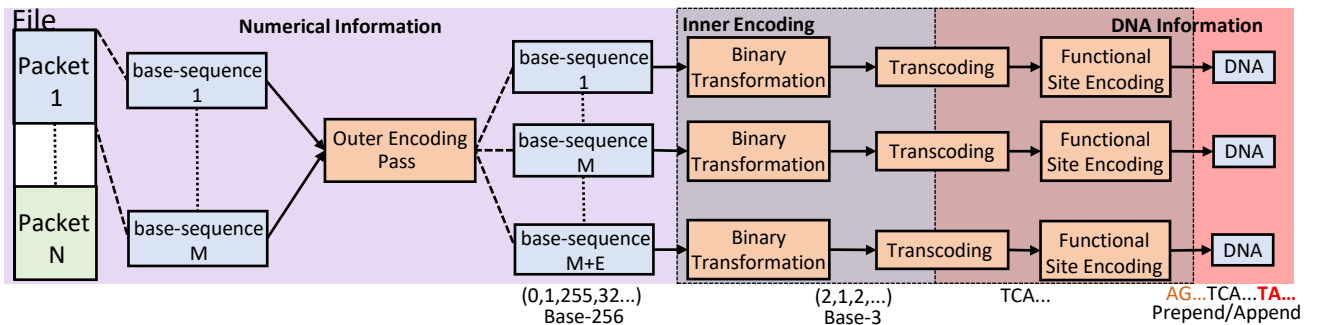 File
Numerical Information
Inner Encoding
DNA Information
Packet
1
Packet
N
base-sequence
1
base-sequence
M
Outer Encoding
Pass
base-sequence
1
base-sequence
M
base-sequence
M+E
Binary
Transformation
Transcoding
Functional
Site Encoding
DNA
Binary
Transformation
Transcoding
Functional
Site Encoding
DNA
Binary
Transformation
Transcoding
Functional
Site Encoding
DNA
(0,1,255,32...)
Base-256
(2,1,2,...)
Base-3
TCA...
AG...TCA...TA...
Prepend/Append